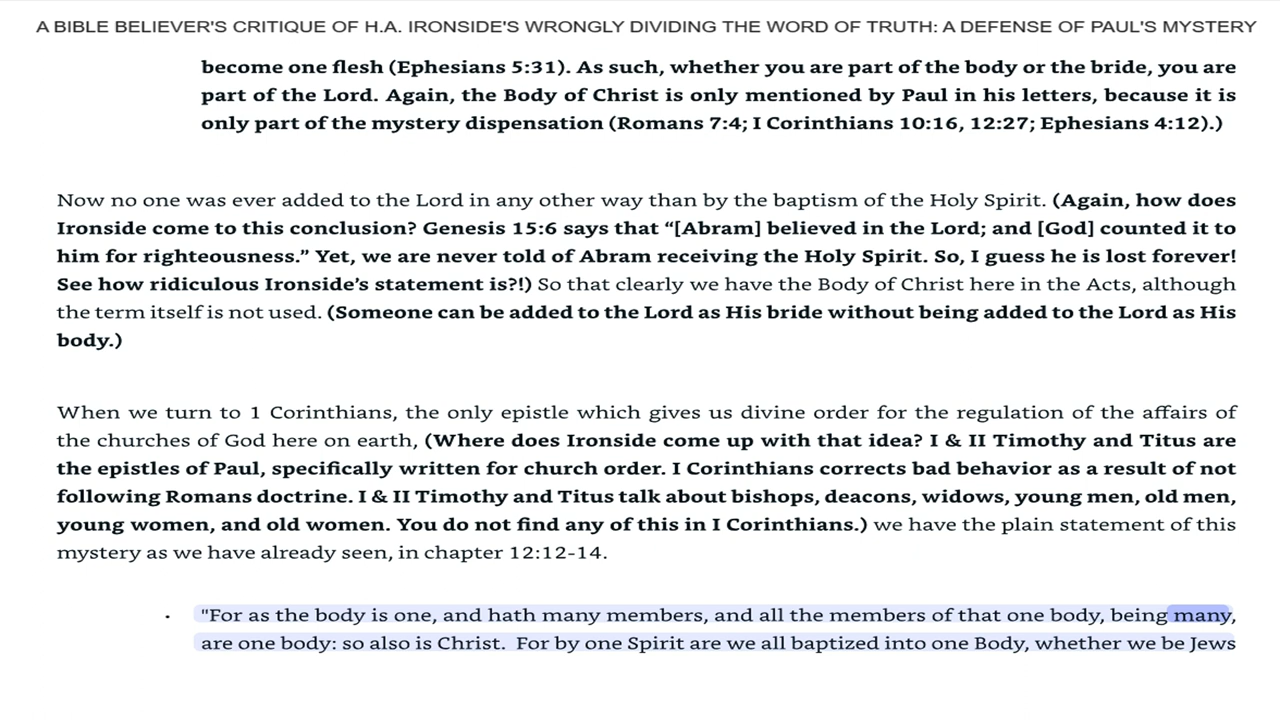 A BIBLE BELIEVER'S CRITIQUE OF H.A. IRONSIDE'S WRONGLY DIVIDING THE WORD OF TRUTH: A DEFENSE OF PAUL'S MYSTERY
become one flesh (Ephesians 5:31). As such, whether you are part of the body or the bride, you are
part of the Lord. Again, the Body of Christ is only mentioned by Paul in his letters, because it is
only part of the mystery dispensation (Romans 7:4; I Corinthians 10:16, 12:27; Ephesians 4:12).)
Now no one was ever added to the Lord in any other way than by the baptism of the Holy Spirit. (Again, how does
Ironside come to this conclusion? Genesis 15:6 says that “[Abram] believed in the Lord; and [God] counted it to
him for righteousness.” Yet, we are never told of Abram receiving the Holy Spirit. So, I guess he is lost forever!
See how ridiculous Ironside’s statement is?!) So that clearly we have the Body of Christ here in the Acts, although
the term itself is not used. (Someone can be added to the Lord as His bride without being added to the Lord as His
body.)
When we turn to 1 Corinthians, the only epistle which gives us divine order for the regulation of the affairs of
the churches of God here on earth, (Where does Ironside come up with that idea? I & II Timothy and Titus are
the epistles of Paul, specifically written for church order. I Corinthians corrects bad behavior as a result of not
following Romans doctrine. I & II Timothy and Titus talk about bishops, deacons, widows, young men, old men,
young women, and old women. You do not find any of this in I Corinthians.) we have the plain statement of this
mystery as we have already seen, in chapter 12:12-14.
· "For as the body is one, and hath many members, and all the members of that one body, being many,
are one body: so also is Christ. For by one Spirit are we all baptized into one Body, whether we be Jews